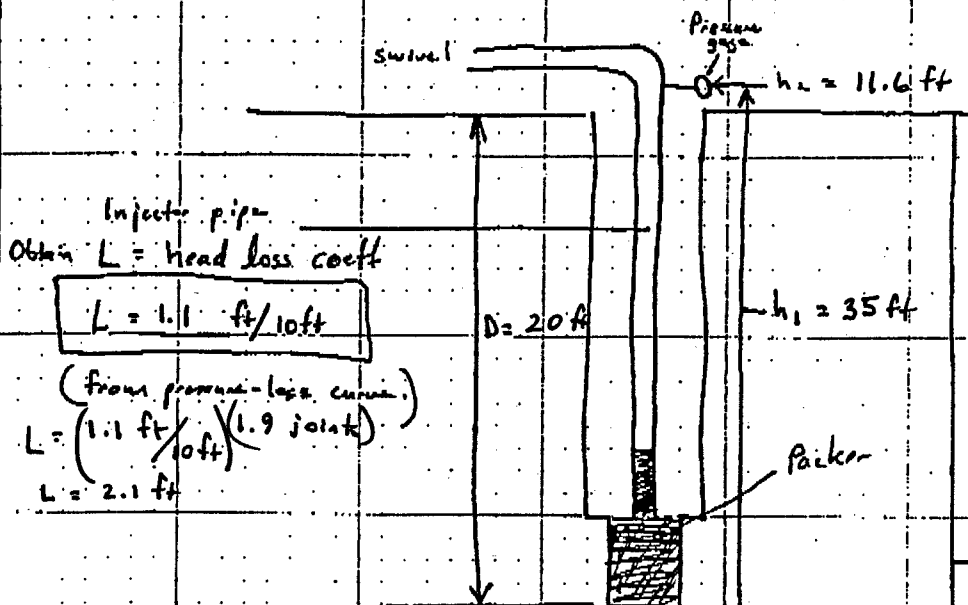 Pressure
gage
swivel
h₂ = 11.6 ft
Injector pipe
Obtain L = head loss coeff
L = 1.1 ft/10ft
D = 20 ft
h₁ = 35 ft
(from pressure-loss curve.)
L = (1.1 ft/10ft)(1.9 joints)
L = 2.1 ft
Packer